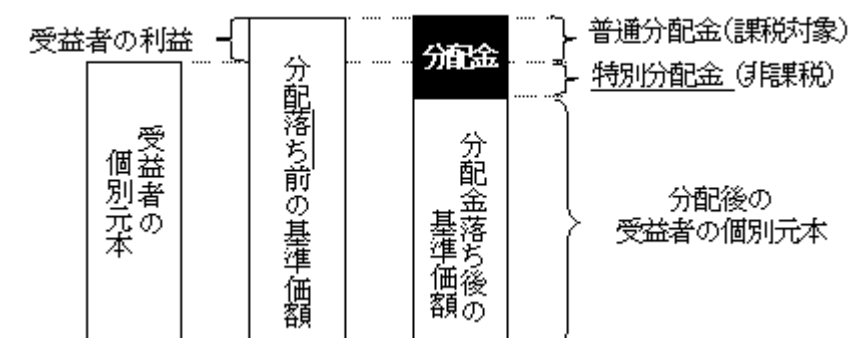 受益者の利益
受益者の
個別元本
分配落ち前の基準価額
分配金
分配金落ち後の
基準価額
普通分配金(課税対象)
特別分配金 (非課税)
分配後の
受益者の個別元本